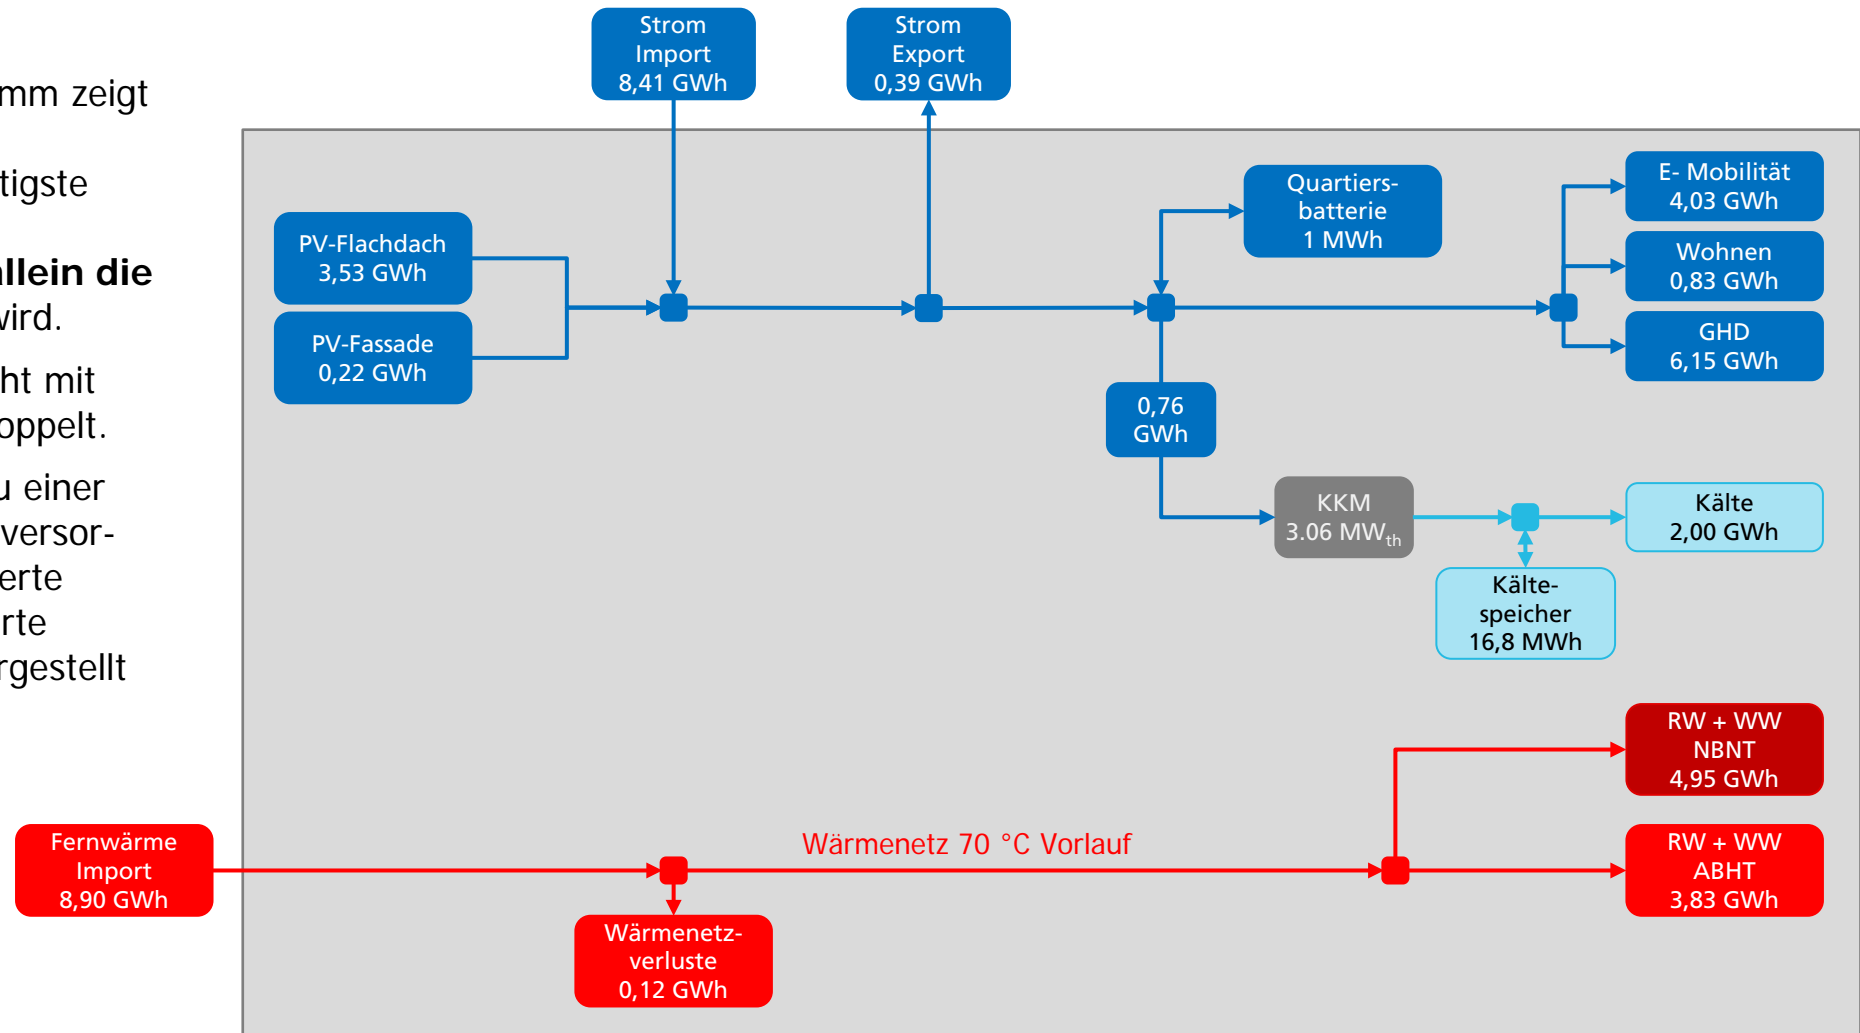 mm zeigt
tigste
allein die
wird.
ht mit
oppelt.
u einer
versor-
erte
rte
rgestellt
Strom
Import
8,41 GWh
Strom
Export
0,39 GWh
PV-Flachdach
3,53 GWh
PV-Fassade
0,22 GWh
Quartiers-
batterie
1 MWh
E- Mobilität
4,03 GWh
Wohnen
0,83 GWh
GHD
6,15 GWh
0,76
GWh
KKM
3.06 MWth
Kälte
2,00 GWh
Kälte-
speicher
16,8 MWh
RW + WW
NBNT
4,95 GWh
Fernwärme
Import
8,90 GWh
Wärmenetz 70 °C Vorlauf
RW + WW
ABHT
3,83 GWh
Wärmenetz-
verluste
0,12 GWh